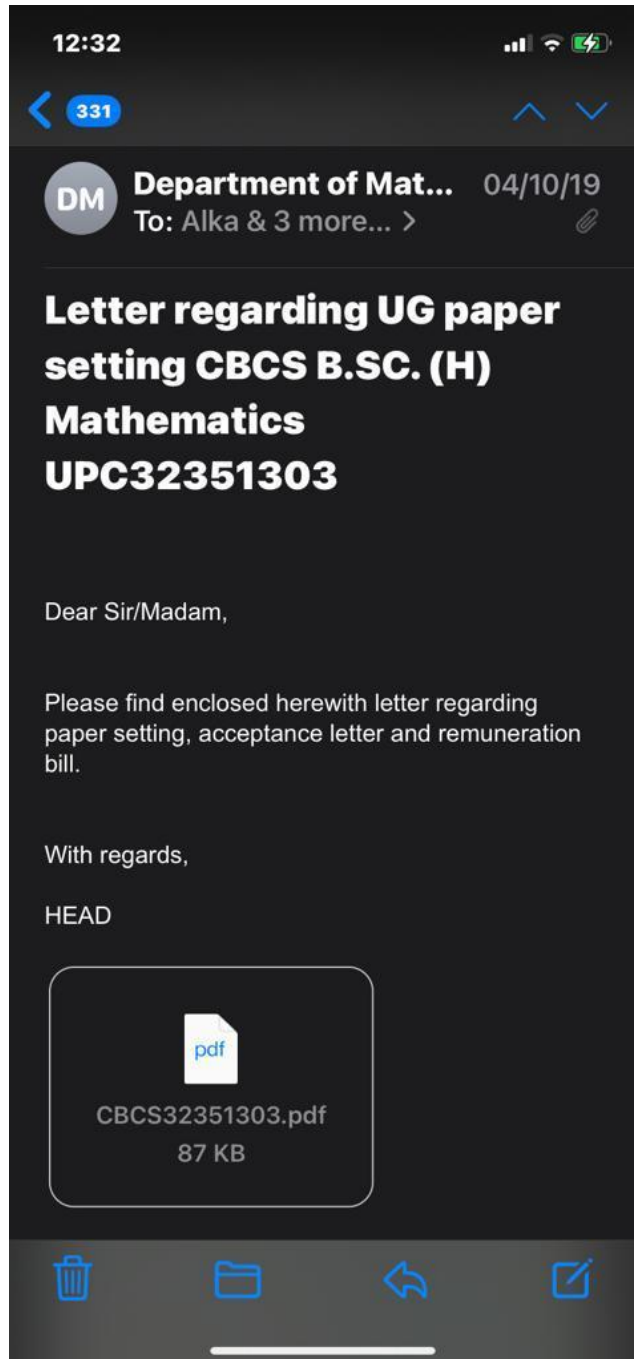 12:32
331
DM
Department of Mat... 04/10/19
To: Alka & 3 more... >
Letter regarding UG paper
setting CBCS B.SC. (H)
Mathematics
UPC32351303
Dear Sir/Madam,
Please find enclosed herewith letter regarding
paper setting, acceptance letter and remuneration
bill.
With regards,
HEAD
pdf
CBCS32351303.pdf
87 KB